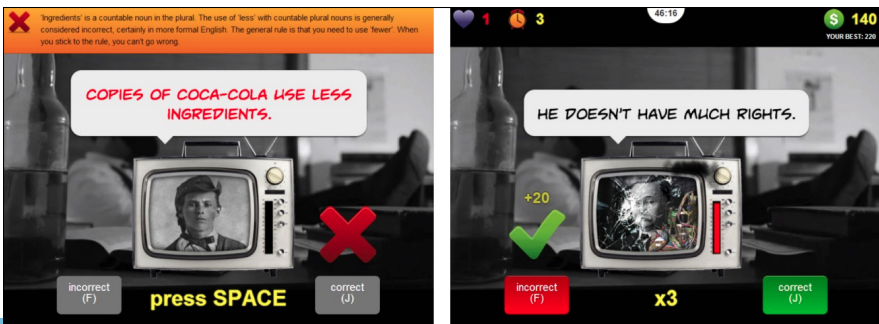 'Ingredients' is a countable noun in the plural. The use of 'less' with countable plural nouns is generally
considered incorrect, certainly in more formal English. The general rule is that you need to use 'fewer'. When
you stick to the rule, you can't go wrong.
COPIES OF COCA-COLA USE LESS
INGREDIENTS.
incorrect
(F)
press SPACE
correct
(J)
1
3
46:16
S 140
YOUR BEST: 220
HE DOESN'T HAVE MUCH RIGHTS.
+20
incorrect
(F)
x3
correct
(J)